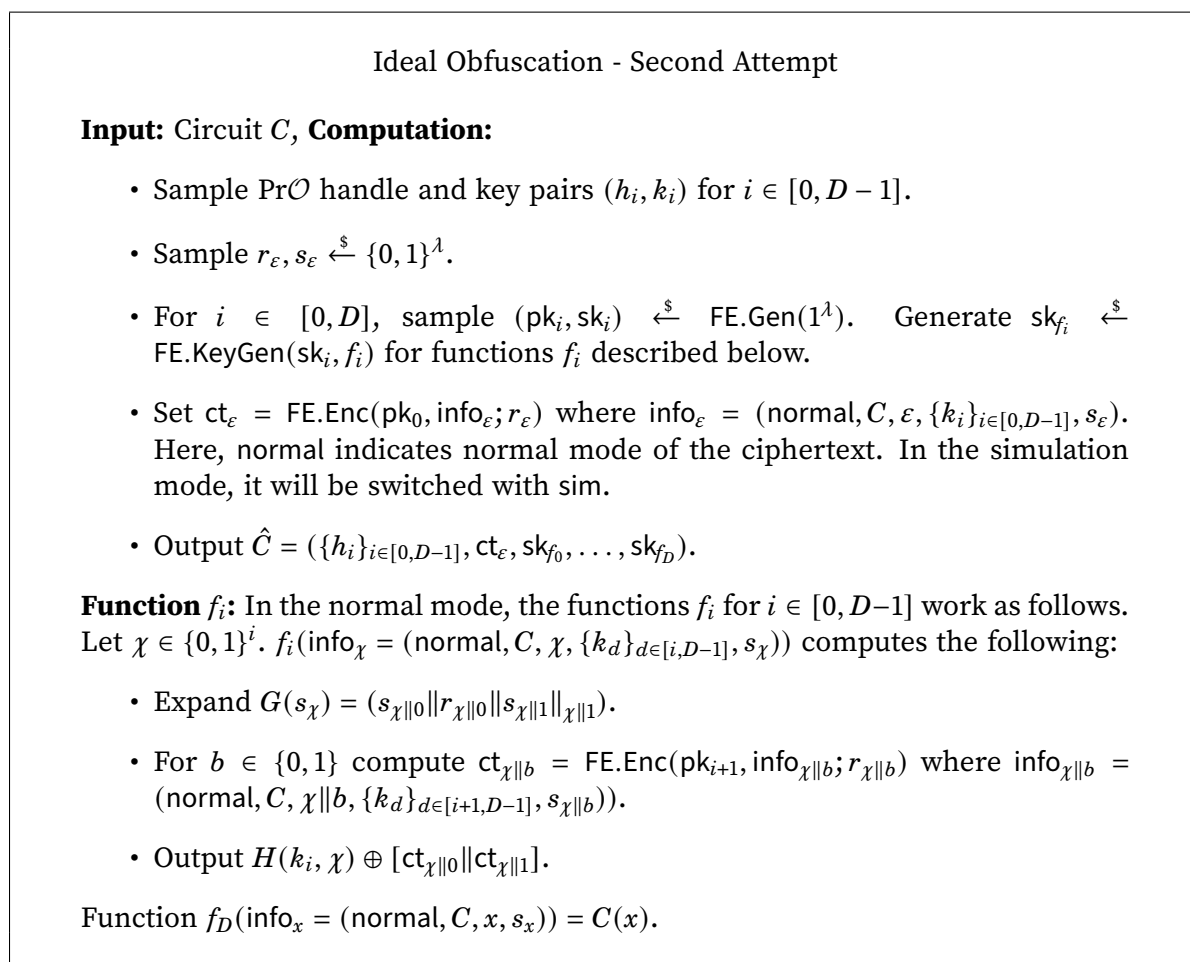 Ideal Obfuscation - Second Attempt
Input: Circuit C, Computation:
• Sample Pr𝒪 handle and key pairs (h_i, k_i) for i ∈ [0, D − 1].
• Sample r_ε, s_ε ←$ {0, 1}^λ.
• For i ∈ [0, D], sample (pk_i, sk_i) ←$ FE.Gen(1^λ). Generate sk_{f_i} ←$
FE.KeyGen(sk_i, f_i) for functions f_i described below.
• Set ct_ε = FE.Enc(pk_0, info_ε; r_ε) where info_ε = (normal, C, ε, {k_i}_{i∈[0,D−1]}, s_ε).
Here, normal indicates normal mode of the ciphertext. In the simulation
mode, it will be switched with sim.
• Output Ĉ = ({h_i}_{i∈[0,D−1]}, ct_ε, sk_{f_0}, …, sk_{f_D}).
Function f_i: In the normal mode, the functions f_i for i ∈ [0, D−1] work as follows.
Let χ ∈ {0, 1}^i. f_i(info_χ = (normal, C, χ, {k_d}_{d∈[i,D−1]}, s_χ)) computes the following:
• Expand G(s_χ) = (s_{χ‖0}‖r_{χ‖0}‖s_{χ‖1}‖_{χ‖1}).
• For b ∈ {0, 1} compute ct_{χ‖b} = FE.Enc(pk_{i+1}, info_{χ‖b}; r_{χ‖b}) where info_{χ‖b} =
(normal, C, χ‖b, {k_d}_{d∈[i+1,D−1]}, s_{χ‖b})).
• Output H(k_i, χ) ⊕ [ct_{χ‖0}‖ct_{χ‖1}].
Function f_D(info_x = (normal, C, x, s_x)) = C(x).